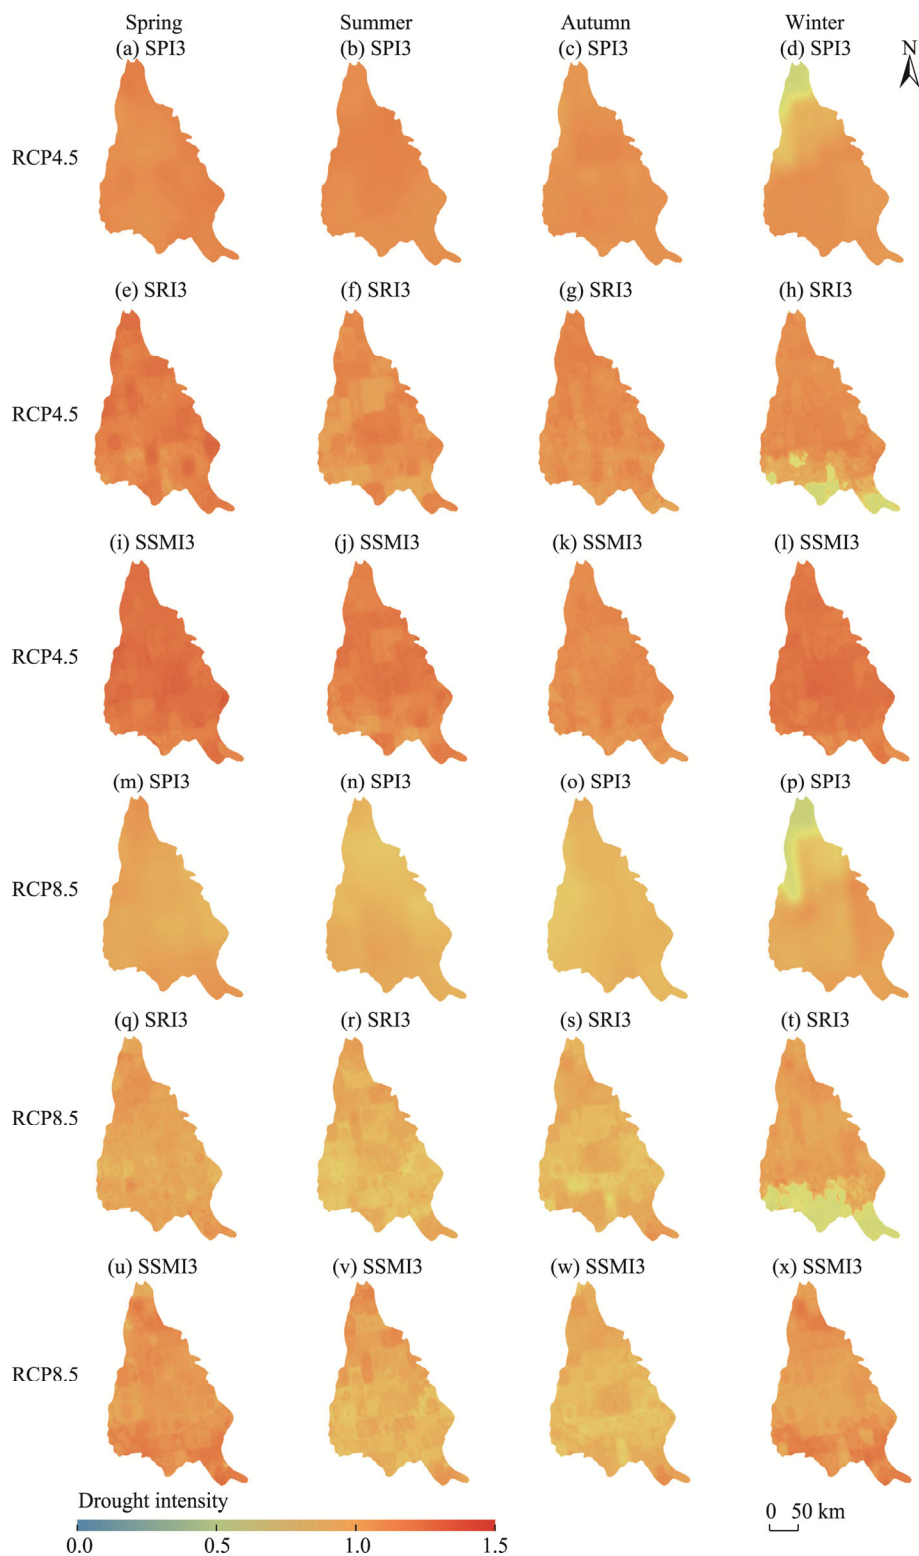 Spring Summer Autumn Winter
(a) SPI3 (b) SPI3 (c) SPI3 (d) SPI3 N
RCP4.5
(e) SRI3 (f) SRI3 (g) SRI3 (h) SRI3
RCP4.5
(i) SSMI3 (j) SSMI3 (k) SSMI3 (l) SSMI3
RCP4.5
(m) SPI3 (n) SPI3 (o) SPI3 (p) SPI3
RCP8.5
(q) SRI3 (r) SRI3 (s) SRI3 (t) SRI3
RCP8.5
(u) SSMI3 (v) SSMI3 (w) SSMI3 (x) SSMI3
RCP8.5
Drought intensity
0 50 km
0.0 0.5 1.0 1.5